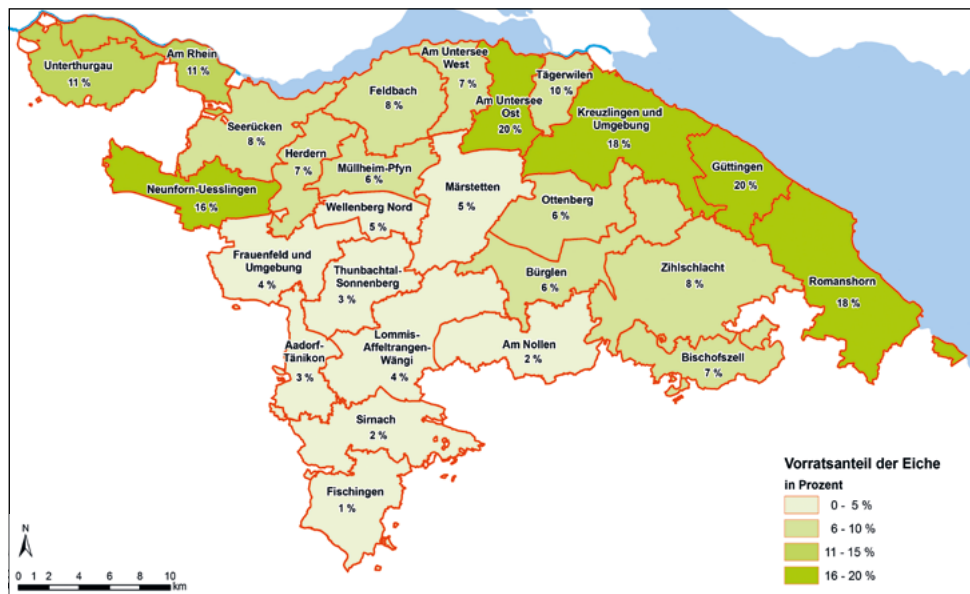 Unterthurgau
11 %
Am Rhein
11 %
Seerücken
8 %
Feldbach
8 %
Am Untersee
West
7 %
Am Untersee
Ost
20 %
Tägerwilen
10 %
Kreuzlingen und
Umgebung
18 %
Güttingen
20 %
Romanshorn
18 %
Neunforn-Uesslingen
16 %
Herdern
7 %
Müllheim-Pfyn
6 %
Wellenberg Nord
5 %
Märstetten
5 %
Ottenberg
6 %
Frauenfeld und
Umgebung
4 %
Thunbachtal-
Sonnenberg
3 %
Bürglen
6 %
Zihlschlacht
8 %
Aadorf-
Tänikon
3 %
Lommis-
Affeltrangen-
Wängi
4 %
Am Nollen
2 %
Bischofszell
7 %
Sirnach
2 %
Fischingen
1 %
Vorratsanteil der Eiche
in Prozent
0 - 5 %
6 - 10 %
11 - 15 %
16 - 20 %
N
0 1 2 4 6 8 10
km